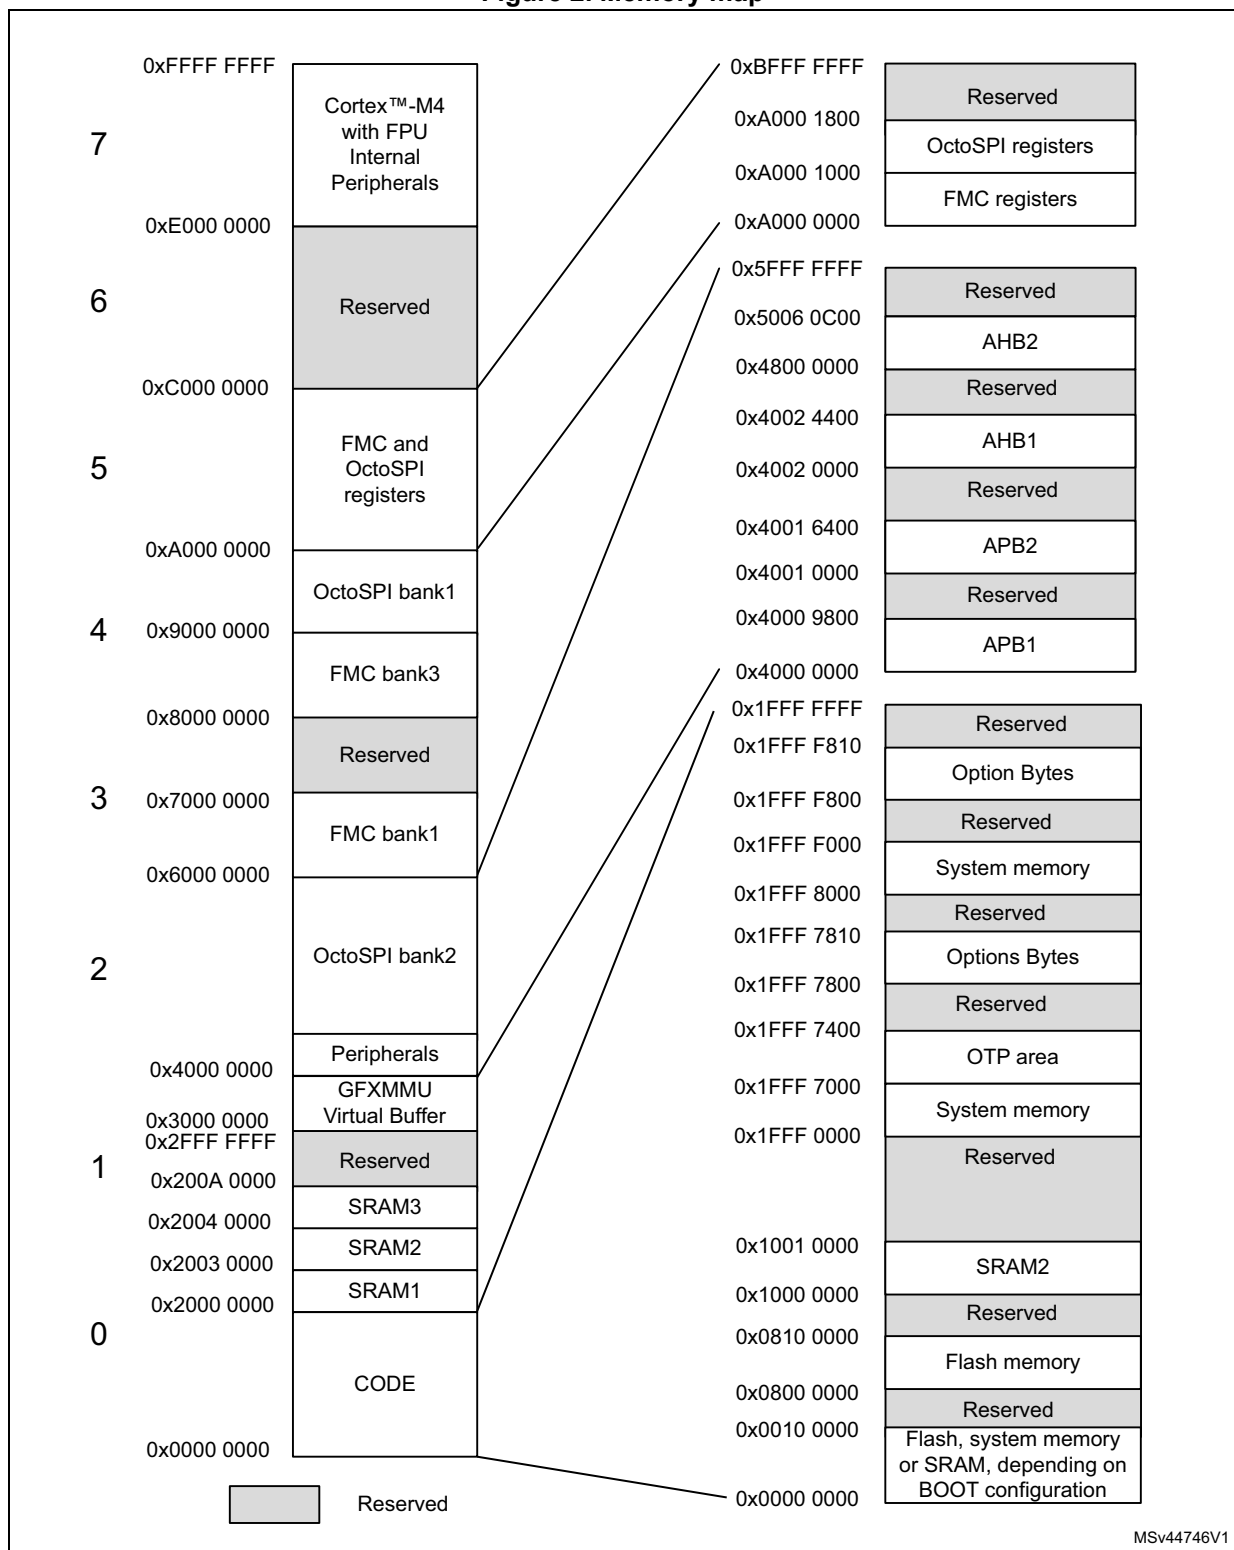 Figure 2. Memory map
0xFFFF FFFF
Cortex™-M4
with FPU
Internal
Peripherals
7
0xE000 0000
Reserved
6
0xC000 0000
FMC and
OctoSPI
registers
5
0xA000 0000
OctoSPI bank1
4
0x9000 0000
FMC bank3
0x8000 0000
Reserved
3
0x7000 0000
FMC bank1
0x6000 0000
OctoSPI bank2
2
Peripherals
0x4000 0000
GFXMMU
Virtual Buffer
0x3000 0000
0x2FFF FFFF
Reserved
1
0x200A 0000
SRAM3
0x2004 0000
SRAM2
0x2003 0000
SRAM1
0x2000 0000
0
CODE
0x0000 0000
Reserved
0xBFFF FFFF
Reserved
0xA000 1800
OctoSPI registers
0xA000 1000
FMC registers
0xA000 0000
0x5FFF FFFF
Reserved
0x5006 0C00
AHB2
0x4800 0000
Reserved
0x4002 4400
AHB1
0x4002 0000
Reserved
0x4001 6400
APB2
0x4001 0000
Reserved
0x4000 9800
APB1
0x4000 0000
0x1FFF FFFF
Reserved
0x1FFF F810
Option Bytes
0x1FFF F800
Reserved
0x1FFF F000
System memory
0x1FFF 8000
Reserved
0x1FFF 7810
Options Bytes
0x1FFF 7800
Reserved
0x1FFF 7400
OTP area
0x1FFF 7000
System memory
0x1FFF 0000
Reserved
0x1001 0000
SRAM2
0x1000 0000
Reserved
0x0810 0000
Flash memory
0x0800 0000
Reserved
0x0010 0000
Flash, system memory
or SRAM, depending on
BOOT configuration
0x0000 0000
MSv44746V1